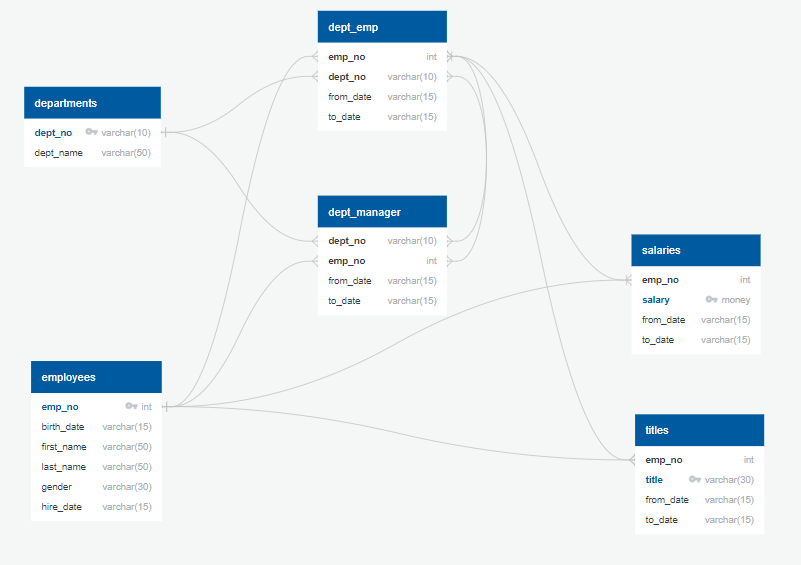 dept_emp
emp_no int
dept_no varchar(10)
from_date varchar(15)
to_date varchar(15)
departments
dept_no varchar(10)
dept_name varchar(50)
dept_manager
dept_no varchar(10)
emp_no int
from_date varchar(15)
to_date varchar(15)
salaries
emp_no int
salary money
from_date varchar(15)
to_date varchar(15)
employees
emp_no int
birth_date varchar(15)
first_name varchar(50)
last_name varchar(50)
gender varchar(30)
hire_date varchar(15)
titles
emp_no int
title varchar(30)
from_date varchar(15)
to_date varchar(15)